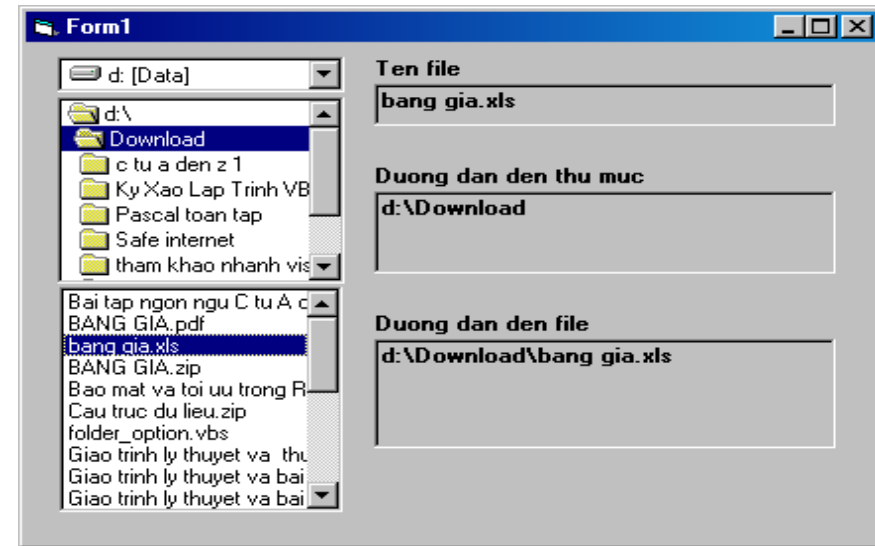 Form1
d: [Data]
d:\
Download
c tu a den z 1
Ky Xao Lap Trinh VB
Pascal toan tap
Safe internet
tham khao nhanh vis
Bai tap ngon ngu C tu A c
BANG GIA.pdf
bang gia.xls
BANG GIA.zip
Bao mat va toi uu trong R
Cau truc du lieu.zip
folder_option.vbs
Giao trinh ly thuyet va thu
Giao trinh ly thuyet va bai
Giao trinh ly thuyet va bai
Ten file
bang gia.xls
Duong dan den thu muc
d:\Download
Duong dan den file
d:\Download\bang gia.xls